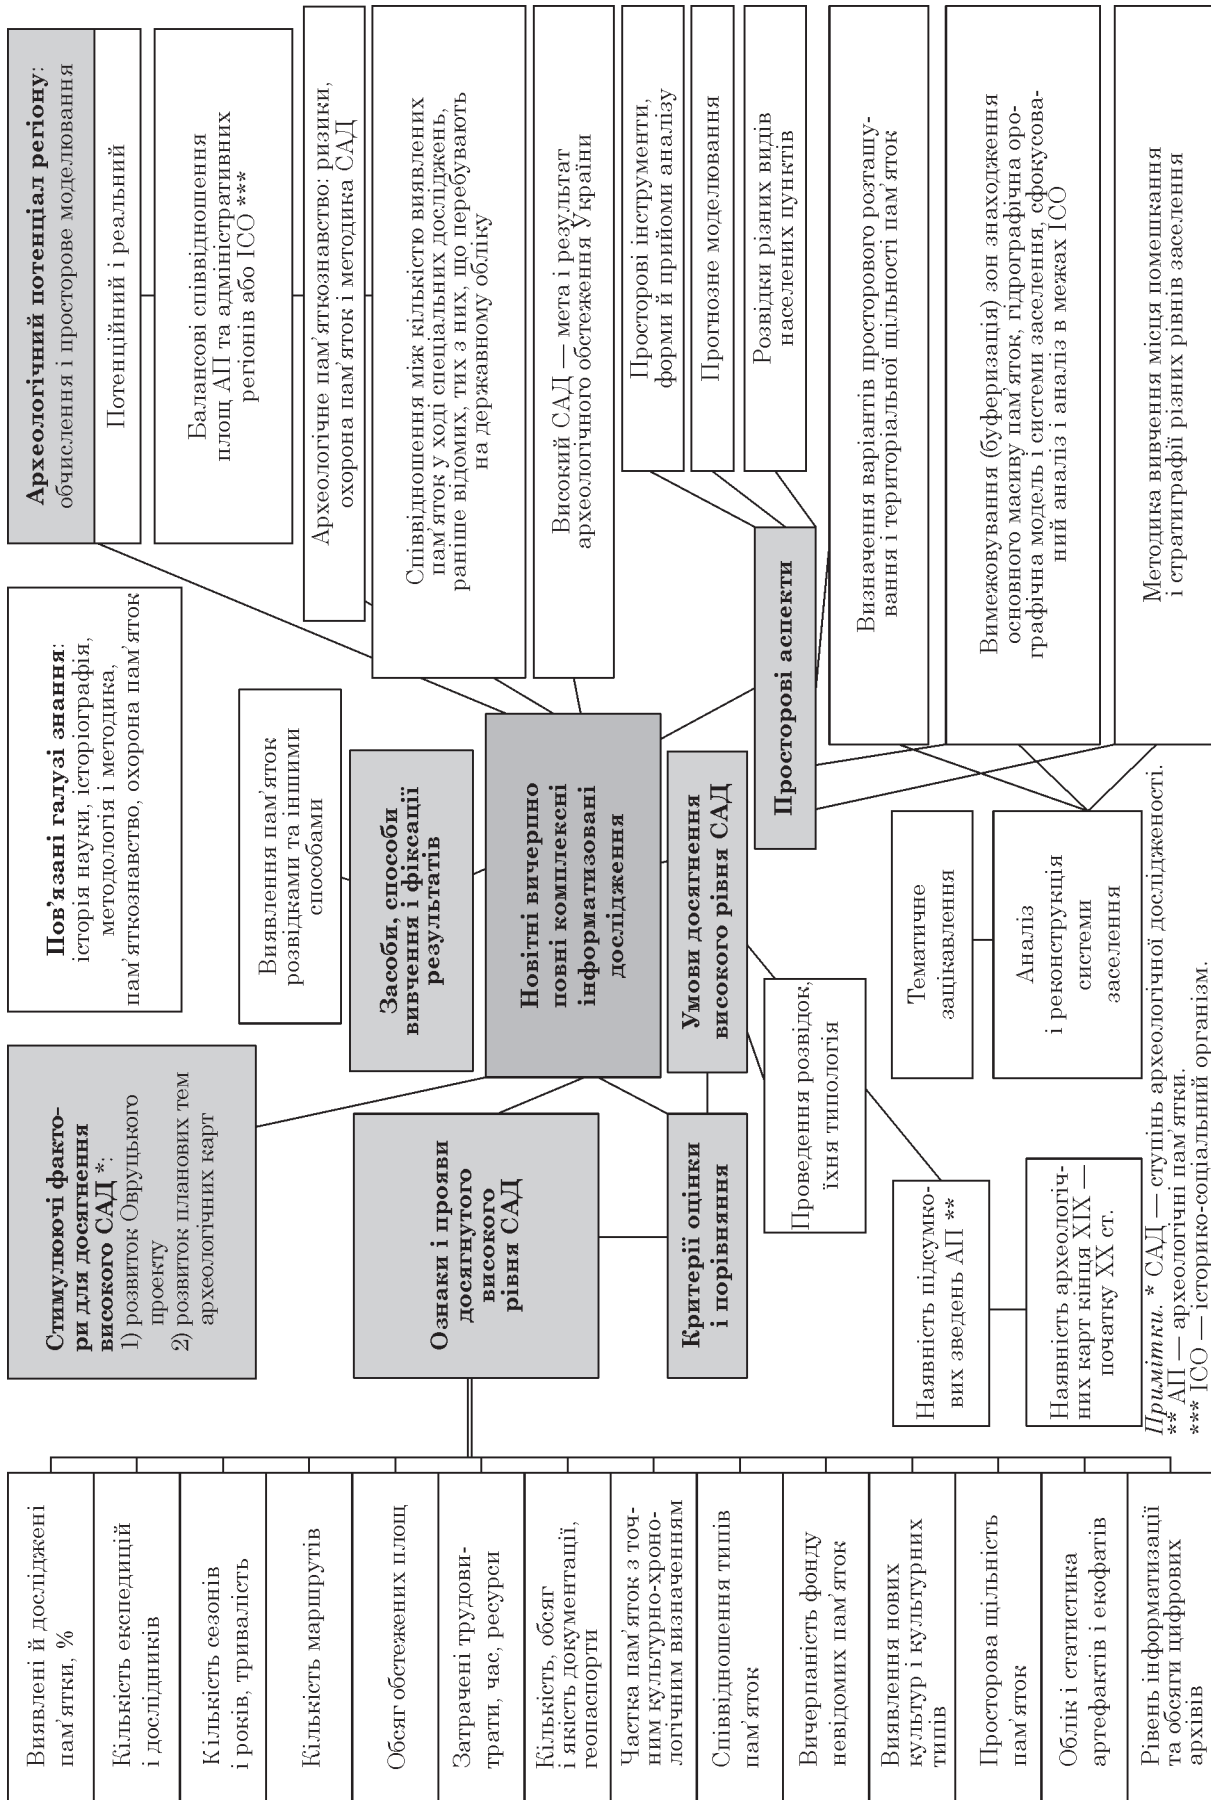 Виявлені й досліджені
пам'ятки, %
Кількість експедицій
і дослідників
Кількість сезонів
і років, тривалість
Кількість маршрутів
Обсяг обстежених площ
Затрачені трудови-
трати, час, ресурси
Кількість, обсяг
і якість документації,
геопаспорти
Частка пам'яток з точ-
ним культурно-хроно-
логічним визначенням
Співвідношення типів
пам'яток
Вичерпаність фонду
невідомих пам'яток
Виявлення нових
культур і культурних
типів
Просторова щільність
пам'яток
Облік і статистика
артефактів і екофатів
Рівень інформатизації
та обсяги цифрових
архівів
Стимулюючі факто-
ри для досягнення
високого САД *:
1) розвиток Овруцького
проекту
2) розвиток планових тем
археологічних карт
Ознаки і прояви
досягнутого
високого
рівня САД
Критерії оцінки
і порівняння
Наявність підсумко-
вих зведень АП **
Наявність археологіч-
них карт кінця XIX —
початку XX ст.
Пов'язані галузі знання:
історія науки, історіографія,
методологія і методика,
пам'яткознавство, охорона пам'яток
Виявлення пам'яток
розвідками та іншими
способами
Засоби, способи
вивчення і фіксації
результатів
Новітні вичерпно
повні комплексні
інформатизовані
дослідження
Умови досягнення
високого рівня САД
Проведення розвідок,
їхня типологія
Тематичне
зацікавлення
Аналіз
і реконструкція
системи
заселення
Археологічний потенціал регіону:
обчислення і просторове моделювання
Потенційний і реальний
Балансові співвідношення
площ АП та адміністративних
регіонів або ІСО ***
Археологічне пам'яткознавство: ризики,
охорона пам'яток і методика САД
Співвідношення між кількістю виявлених
пам'яток у ході спеціальних досліджень,
раніше відомих, тих з них, що перебувають
на державному обліку
Високий САД — мета і результат
археологічного обстеження України
Просторові інструменти,
форми й прийоми аналізу
Прогнозне моделювання
Розвідки різних видів
населених пунктів
Просторові аспекти
Визначення варіантів просторового розташу-
вання і територіальної щільності пам'яток
Вимежовування (буферизація) зон знаходження
основного масиву пам'яток, гідрографічна оро-
графічна модель і системи заселення, сфокусова-
ний аналіз і аналіз в межах ІСО
Методика вивчення місця помешкання
і стратиграфії різних рівнів заселення
Примітки. * САД — ступінь археологічної дослідженості.
** АП — археологічні пам'ятки.
*** ІСО — історико-соціальний організм.